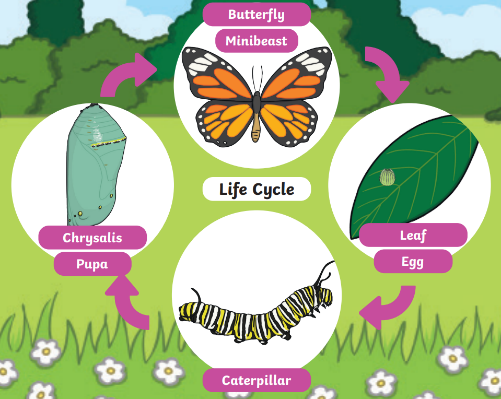 Butterfly
Minibeast
Life Cycle
Chrysalis
Pupa
Leaf
Egg
Caterpillar